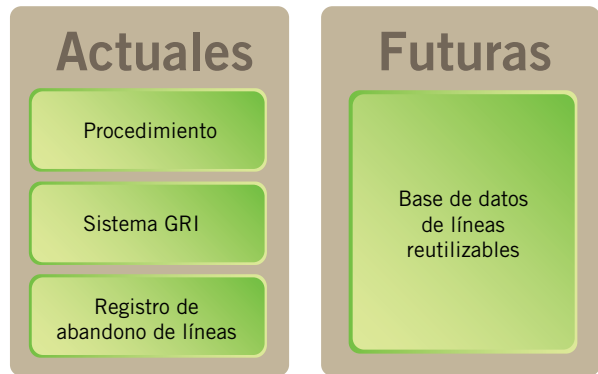 Actuales
Procedimiento
Sistema GRI
Registro de
abandono de líneas
Futuras
Base de datos
de líneas
reutilizables